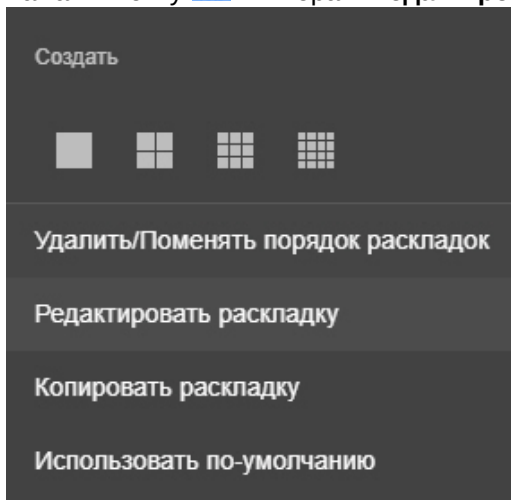 Создать
Удалить/Поменять порядок раскладок
Редактировать раскладку
Копировать раскладку
Использовать по-умолчанию